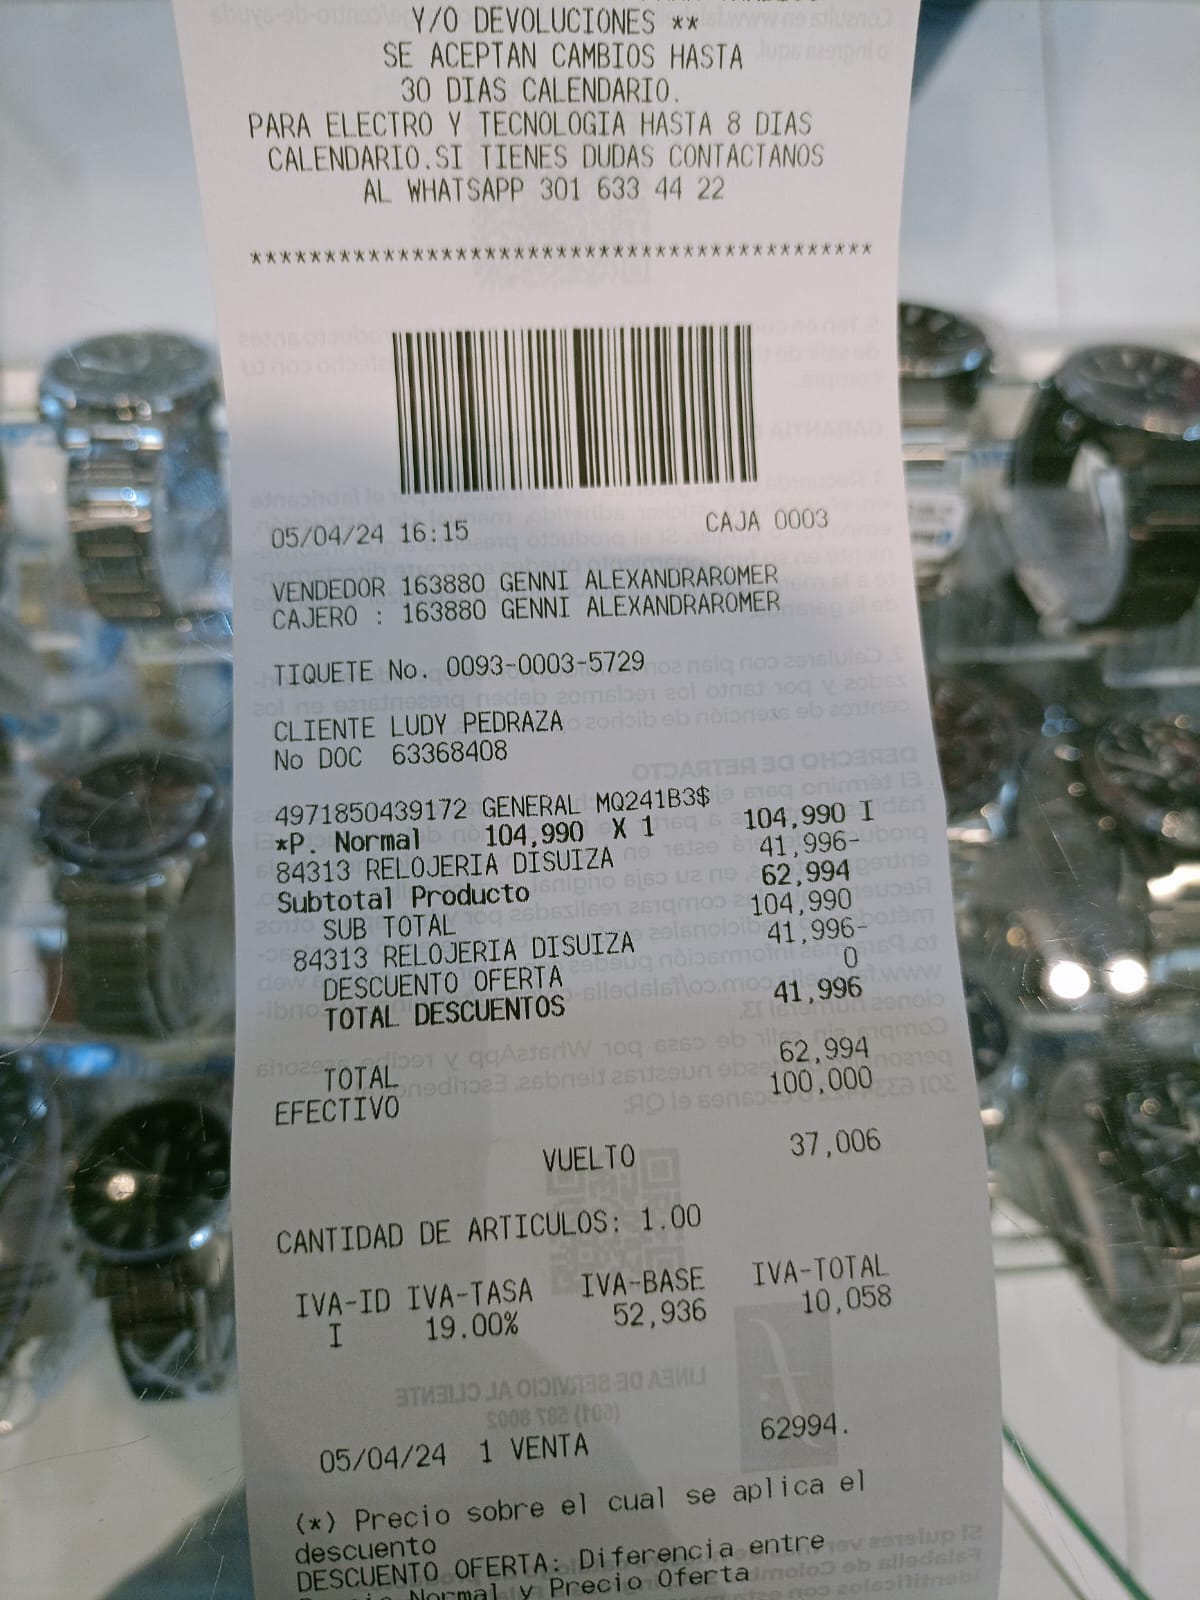 Y/O DEVOLUCIONES **
SE ACEPTAN CAMBIOS HASTA
30 DIAS CALENDARIO.
PARA ELECTRO Y TECNOLOGIA HASTA 8 DIAS
CALENDARIO.SI TIENES DUDAS CONTACTANOS
AL WHATSAPP 301 633 44 22
******************************************
05/04/24 16:15 CAJA 0003
VENDEDOR 163880 GENNI ALEXANDRAROMER
CAJERO : 163880 GENNI ALEXANDRAROMER
TIQUETE No. 0093-0003-5729
CLIENTE LUDY PEDRAZA
No DOC 63368408
4971850439172 GENERAL MQ241B3$
*P. Normal 104,990 X 1 104,990 I
84313 RELOJERIA DISUIZA 41,996-
Subtotal Producto 62,994
SUB TOTAL 104,990
84313 RELOJERIA DISUIZA 41,996-
DESCUENTO OFERTA 0
TOTAL DESCUENTOS 41,996
TOTAL 62,994
EFECTIVO 100,000
VUELTO 37,006
CANTIDAD DE ARTICULOS: 1.00
IVA-ID IVA-TASA IVA-BASE IVA-TOTAL
I 19.00% 52,936 10,058
05/04/24 1 VENTA 62994.
(*) Precio sobre el cual se aplica el
descuento
DESCUENTO OFERTA: Diferencia entre
Normal y Precio Oferta